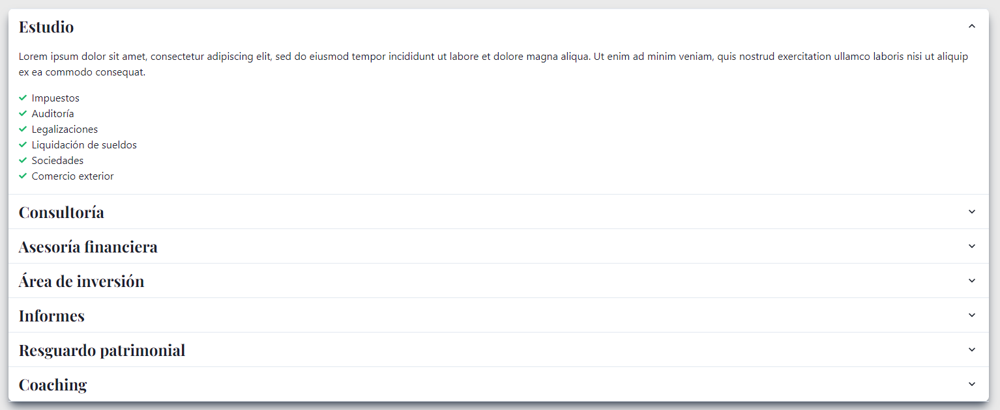 Estudio
Lorem ipsum dolor sit amet, consectetur adipiscing elit, sed do eiusmod tempor incididunt ut labore et dolore magna aliqua. Ut enim ad minim veniam, quis nostrud exercitation ullamco laboris nisi ut aliquip
ex ea commodo consequat.
Impuestos
Auditoría
Legalizaciones
Liquidación de sueldos
Sociedades
Comercio exterior
Consultoría
Asesoría financiera
Área de inversión
Informes
Resguardo patrimonial
Coaching